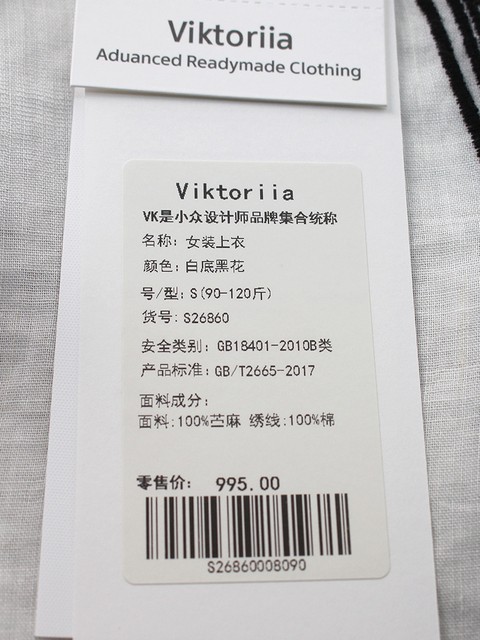 Viktoriia
Aduanced Readymade Clothing
Viktoriia
VK是小众设计师品牌集合统称
名称: 女装上衣
颜色: 白底黑花
号/型: S(90-120斤)
货号: S26860
安全类别: GB18401-2010B类
产品标准: GB/T2665-2017
面料成分:
面料:100%苎麻 绣线:100%棉
零售价: 995.00
S26860008090